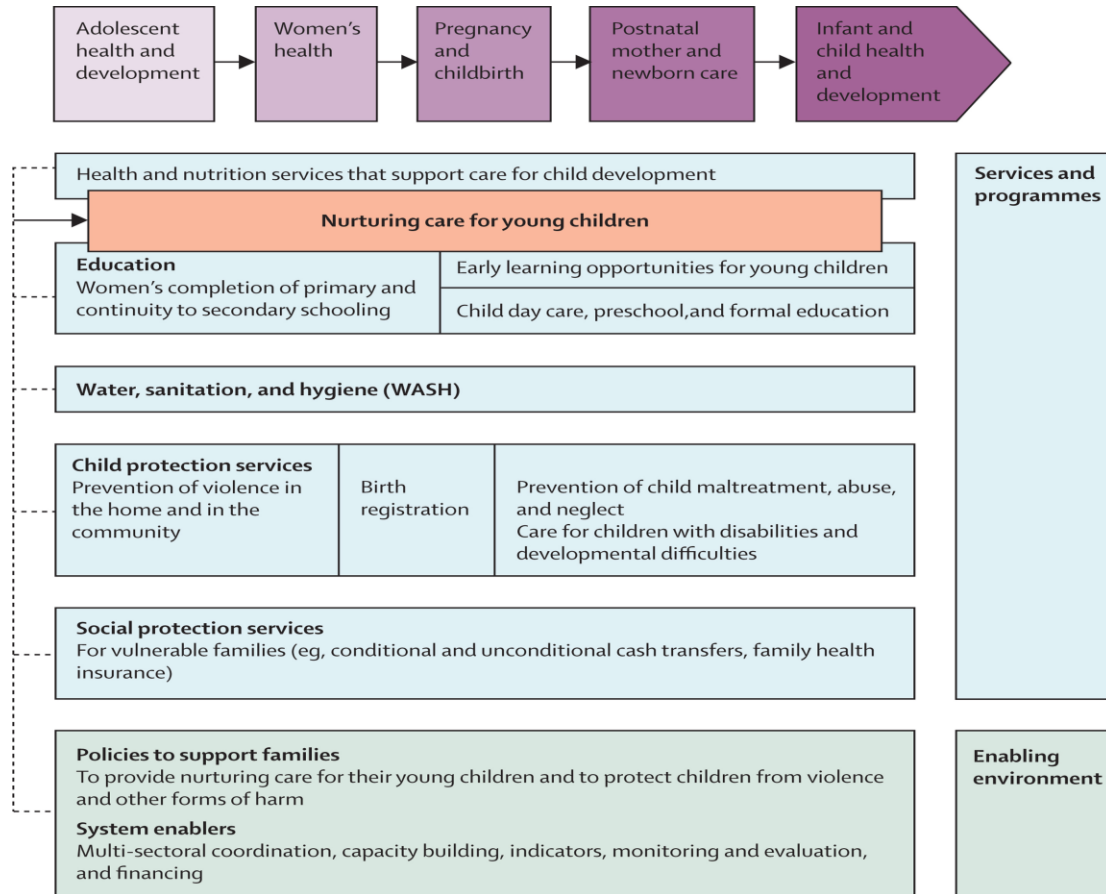 Adolescent
health and
development
Women's
health
Pregnancy
and
childbirth
Postnatal
mother and
newborn care
Infant and
child health
and
development
Health and nutrition services that support care for child development
Nurturing care for young children
Education
Women's completion of primary and
continuity to secondary schooling
Early learning opportunities for young children
Child day care, preschool,and formal education
Water, sanitation, and hygiene (WASH)
Child protection services
Prevention of violence in
the home and in the
community
Birth
registration
Prevention of child maltreatment, abuse,
and neglect
Care for children with disabilities and
developmental difficulties
Social protection services
For vulnerable families (eg, conditional and unconditional cash transfers, family health
insurance)
Services and
programmes
Policies to support families
To provide nurturing care for their young children and to protect children from violence
and other forms of harm
System enablers
Multi-sectoral coordination, capacity building, indicators, monitoring and evaluation,
and financing
Enabling
environment